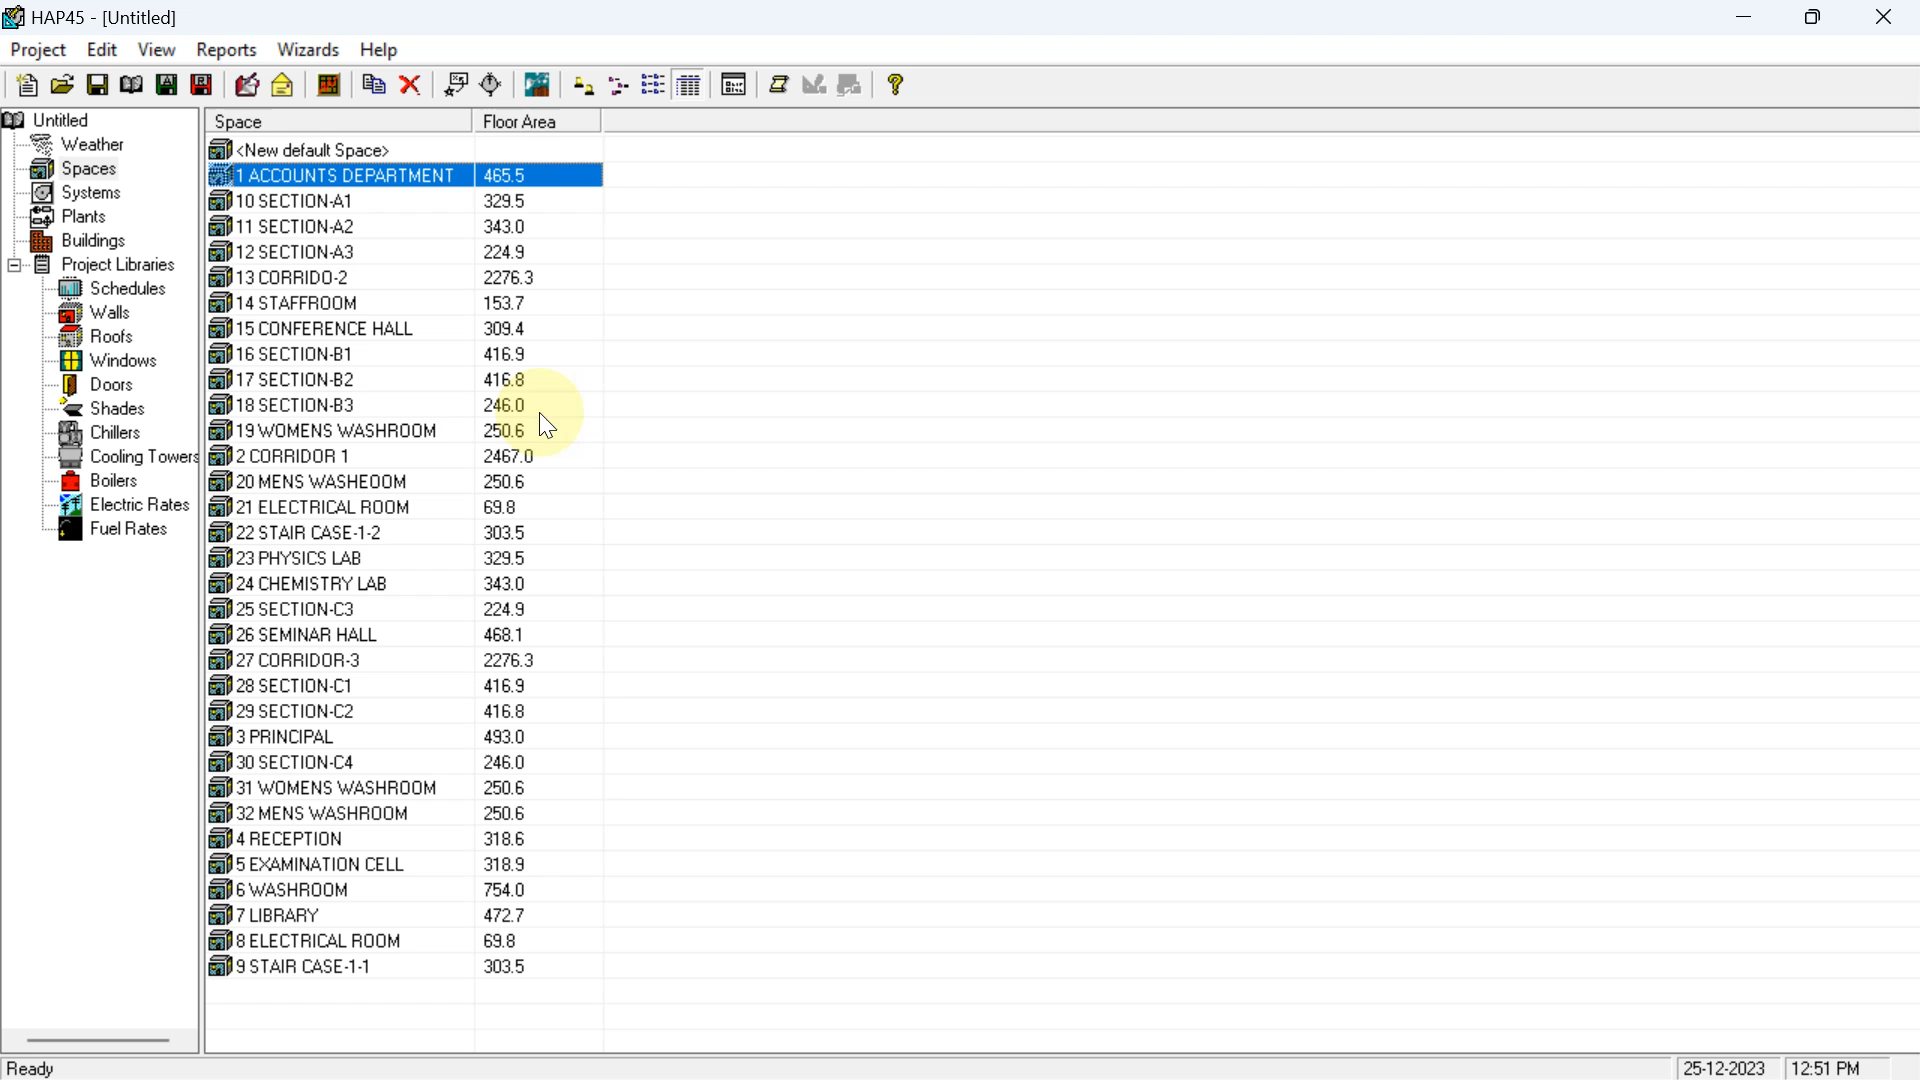 HAP45 - [Untitled]
Project Edit View Reports Wizards Help
Untitled
Weather
Spaces
Systems
Plants
Buildings
Project Libraries
Schedules
Walls
Roofs
Windows
Doors
Shades
Chillers
Cooling Towers
Boilers
Electric Rates
Fuel Rates
Space Floor Area
<New default Space>
1 ACCOUNTS DEPARTMENT 465.5
10 SECTION-A1 329.5
11 SECTION-A2 343.0
12 SECTION-A3 224.9
13 CORRIDO-2 2276.3
14 STAFFROOM 153.7
15 CONFERENCE HALL 309.4
16 SECTION-B1 416.9
17 SECTION-B2 416.8
18 SECTION-B3 246.0
19 WOMENS WASHROOM 250.6
2 CORRIDOR 1 2467.0
20 MENS WASHEOOM 250.6
21 ELECTRICAL ROOM 69.8
22 STAIR CASE-1-2 303.5
23 PHYSICS LAB 329.5
24 CHEMISTRY LAB 343.0
25 SECTION-C3 224.9
26 SEMINAR HALL 468.1
27 CORRIDOR-3 2276.3
28 SECTION-C1 416.9
29 SECTION-C2 416.8
3 PRINCIPAL 493.0
30 SECTION-C4 246.0
31 WOMENS WASHROOM 250.6
32 MENS WASHROOM 250.6
4 RECEPTION 318.6
5 EXAMINATION CELL 318.9
6 WASHROOM 754.0
7 LIBRARY 472.7
8 ELECTRICAL ROOM 69.8
9 STAIR CASE-1-1 303.5
Ready 25-12-2023 12:51 PM